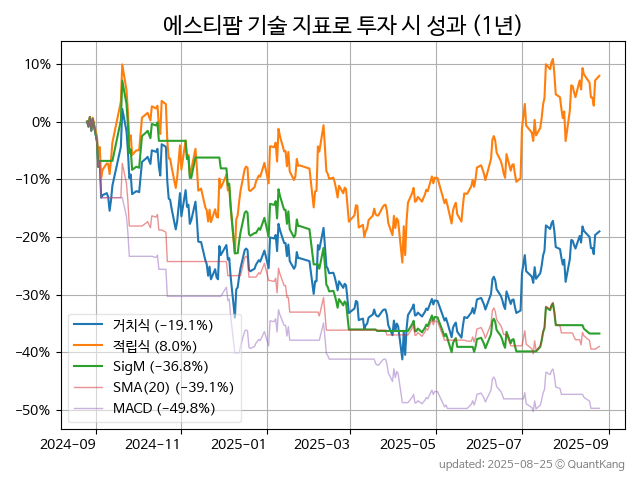 에스티팜 기술 지표로 투자 시 성과 (1년)
10%
0%
−10%
−20%
−30%
−40%
−50%
거치식 (−19.1%)
적립식 (8.0%)
SigM (−36.8%)
SMA(20) (−39.1%)
MACD (−49.8%)
2024-09 2024-11 2025-01 2025-03 2025-05 2025-07 2025-09
updated: 2025-08-25 © QuantKang